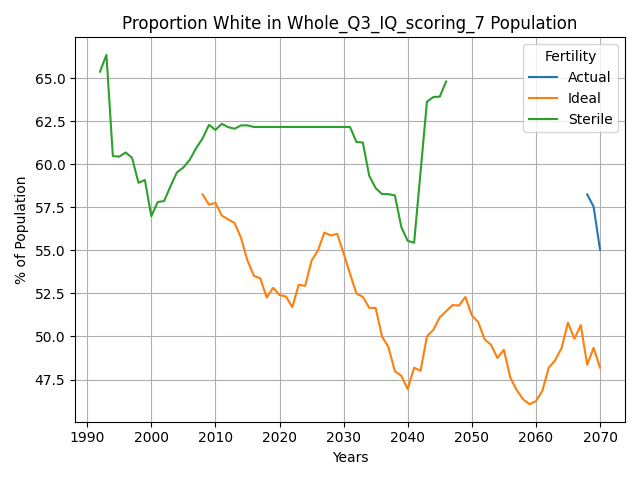 Proportion White in Whole_Q3_IQ_scoring_7 Population
Fertility
Actual
Ideal
Sterile
% of Population
65.0
62.5
60.0
57.5
55.0
52.5
50.0
47.5
1990 2000 2010 2020 2030 2040 2050 2060 2070
Years